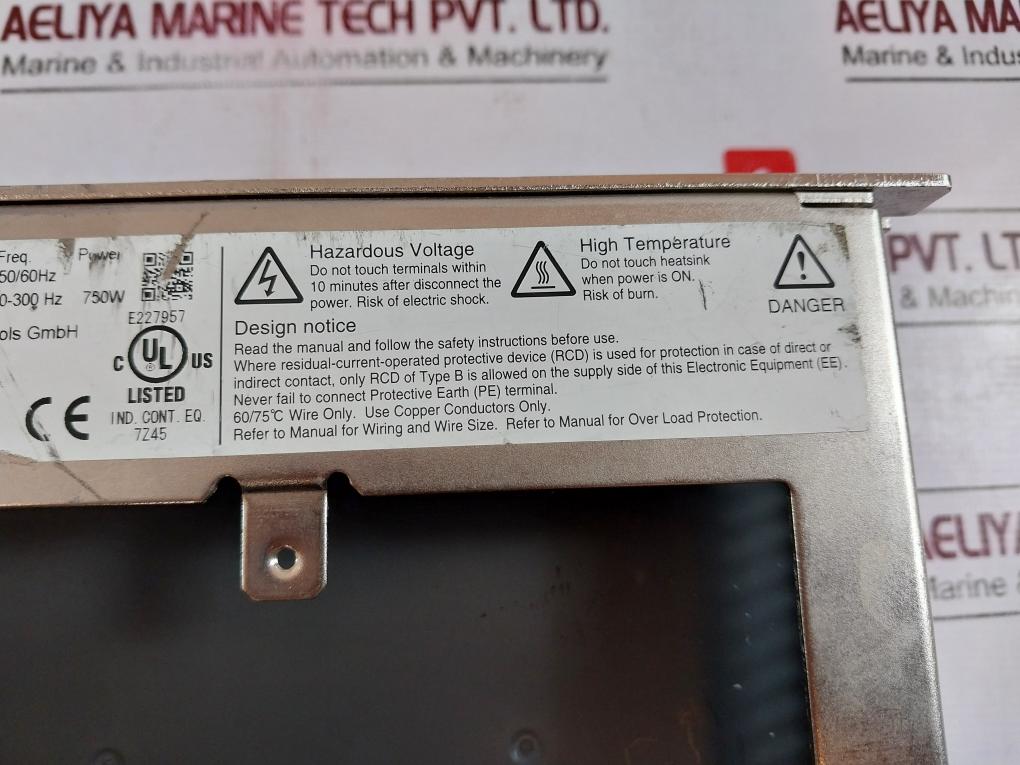 AELIYA MARINE TECH PVT. LTD.
Marine & Industrial Automation & Machinery
AELIYA MA
Marine & Indus
Freq. Power
50/60Hz
0-300 Hz 750W
ols GmbH
E227957
C UL US
®
LISTED
IND. CONT. EQ.
7Z45
CE
Hazardous Voltage
Do not touch terminals within
10 minutes after disconnect the
power. Risk of electric shock.
High Temperature
Do not touch heatsink
when power is ON.
Risk of burn.
DANGER
Design notice
Read the manual and follow the safety instructions before use.
Where residual-current-operated protective device (RCD) is used for protection in case of direct or
indirect contact, only RCD of Type B is allowed on the supply side of this Electronic Equipment (EE).
Never fail to connect Protective Earth (PE) terminal.
60/75℃ Wire Only. Use Copper Conductors Only.
Refer to Manual for Wiring and Wire Size. Refer to Manual for Over Load Protection.
PVT. LT
& Machin
AELIYA
Marine &